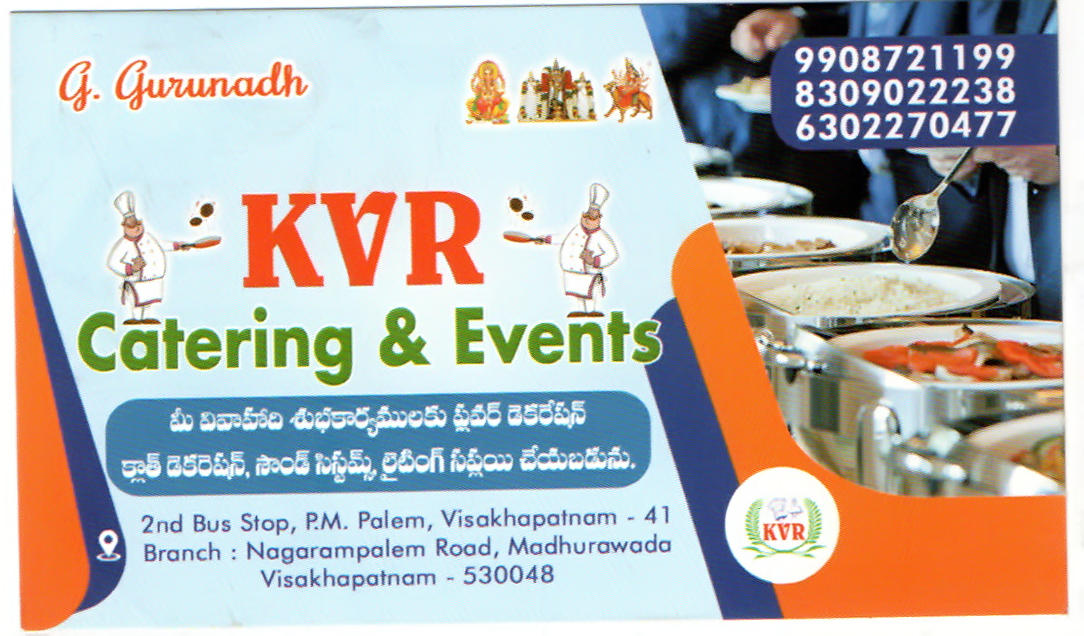 G. Gurunadh
9908721199
8309022238
6302270477
KVR
Catering & Events
మీ వివాహాది శుభకార్యములకు ఫ్లవర్ డెకరేషన్
క్లాత్ డెకరెషన్, సౌండ్ సిస్టమ్స్, లైటింగ్ సప్లయి చేయబడును.
2nd Bus Stop, P.M. Palem, Visakhapatnam - 41
Branch : Nagarampalem Road, Madhurawada
Visakhapatnam - 530048
KVR